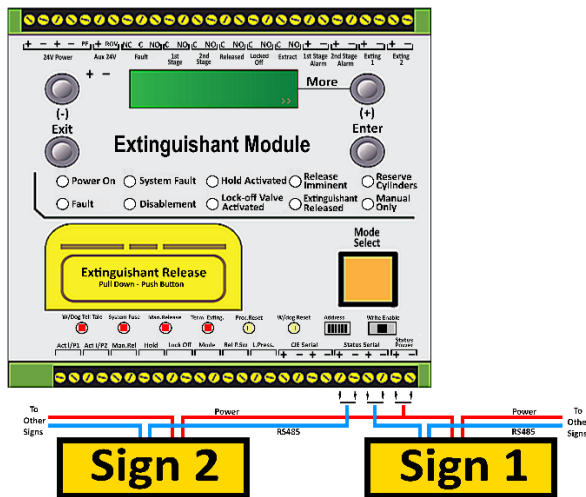 + - + - PF + ROV NC C NO C NO C NO C NO C NO C NO + - + - + - + -
24V Power Aux 24V Fault 1st Stage 2nd Stage Released Locked Off Extract 1st Stage Alarm 2nd Stage Alarm Exting 1 Exting 2
+ -
>>
More
(-) (+)
Exit Enter
Extinguishant Module
Power On System Fault Hold Activated Release Imminent Reserve Cylinders
Fault Disablement Lock-off Valve Activated Extinguishant Released Manual Only
Mode
Select
Extinguishant Release
Pull Down - Push Button
W/Dog Tell Tale System Fuse Man.Release Term. Exting. Proc.Reset W/dog Reset Address Write Enable
Act I/P1 Act I/P2 Man.Rel Hold Lock Off Mode Rel P.Sw L.Press. CIE Serial Status Serial Status Power
+ - + - + - + - + -
To Other Signs Power Power To Other Signs
RS485 RS485
Sign 2 Sign 1